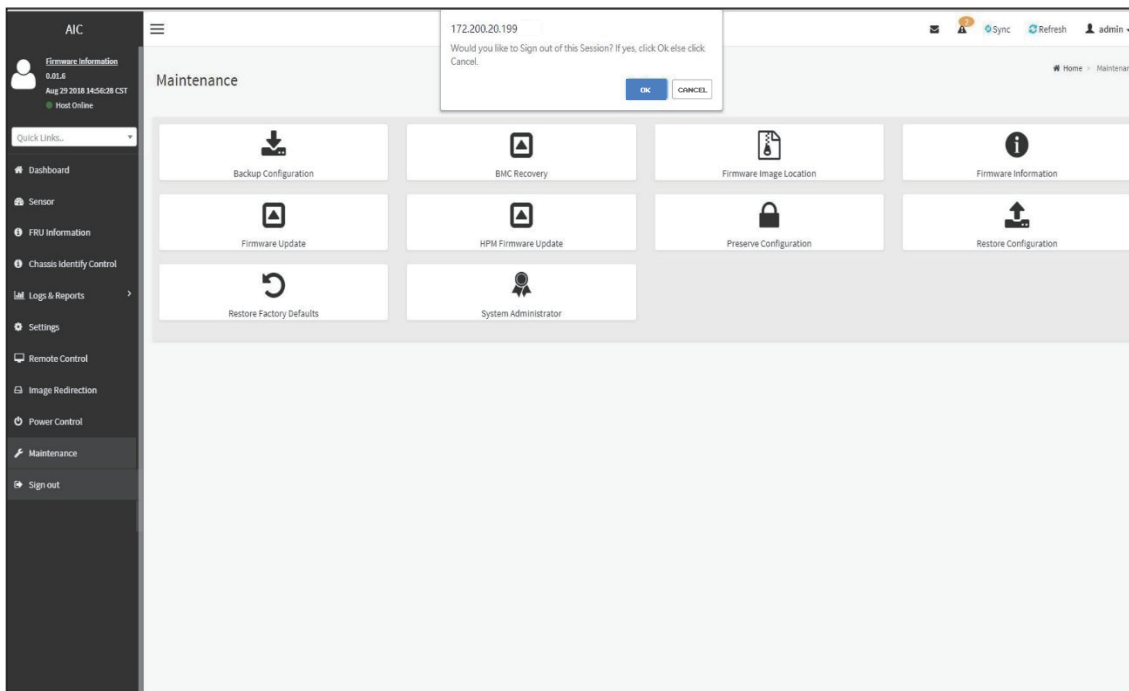 AIC
Firmware Information
0.01.6
Aug 29 2018 14:56:28 CST
Host Online
Quick Links..
Dashboard
Sensor
FRU Information
Chassis Identify Control
Logs & Reports
Settings
Remote Control
Image Redirection
Power Control
Maintenance
Sign out
172.200.20.199
Would you like to Sign out of this Session? If yes, click Ok else click
Cancel.
OK
CANCEL
Sync
Refresh
admin
Maintenance
Home > Maintenan
Backup Configuration
BMC Recovery
Firmware Image Location
Firmware Information
Firmware Update
HPM Firmware Update
Preserve Configuration
Restore Configuration
Restore Factory Defaults
System Administrator